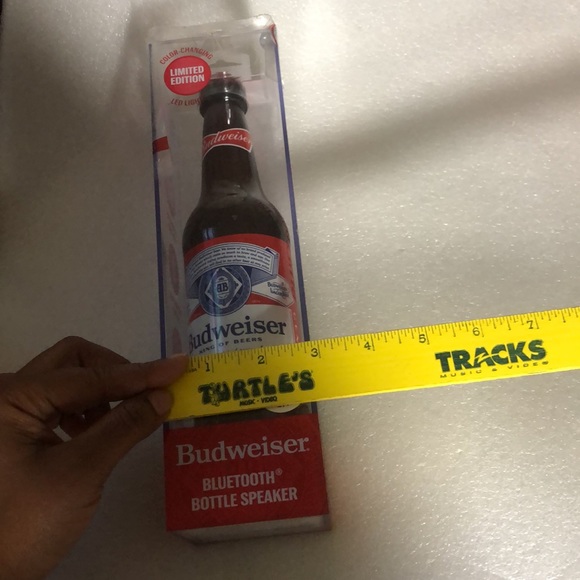 COLOR-CHANGING
LIMITED
EDITION
LED LIGHT
Budweiser
Budweiser
KING OF BEERS
1 2 3 4 5 6 7
TURTLE'S
MUSIC • VIDEO
TRACKS
MUSIC & VIDEO
Budweiser
BLUETOOTH®
BOTTLE SPEAKER